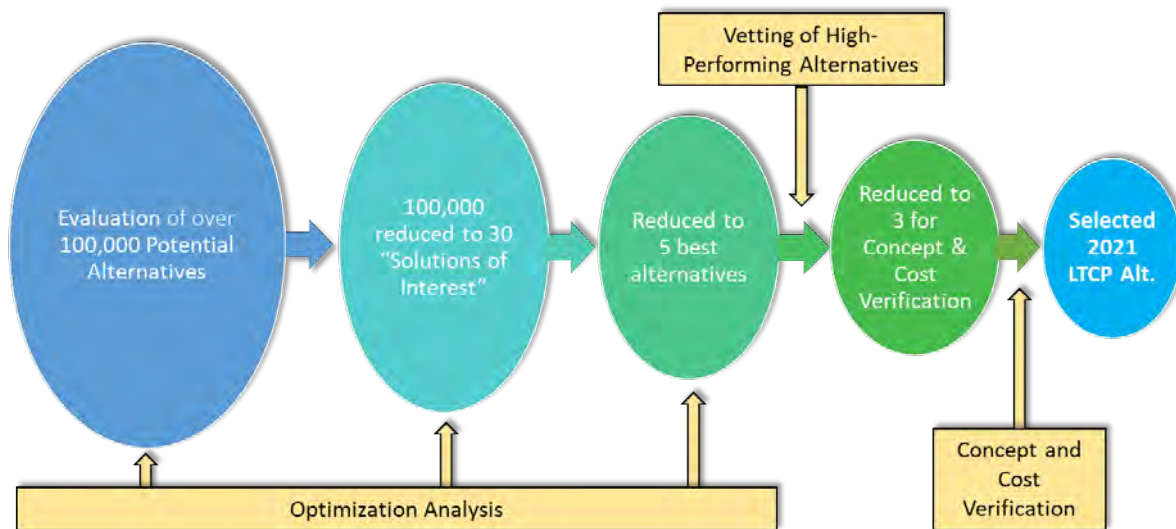 Vetting of High-
Performing Alternatives
Evaluation of over
100,000 Potential
Alternatives
100,000
reduced to 30
“Solutions of
Interest”
Reduced to
5 best
alternatives
Reduced to
3 for
Concept &
Cost
Verification
Selected
2021
LTCP Alt.
Optimization Analysis
Concept and
Cost
Verification